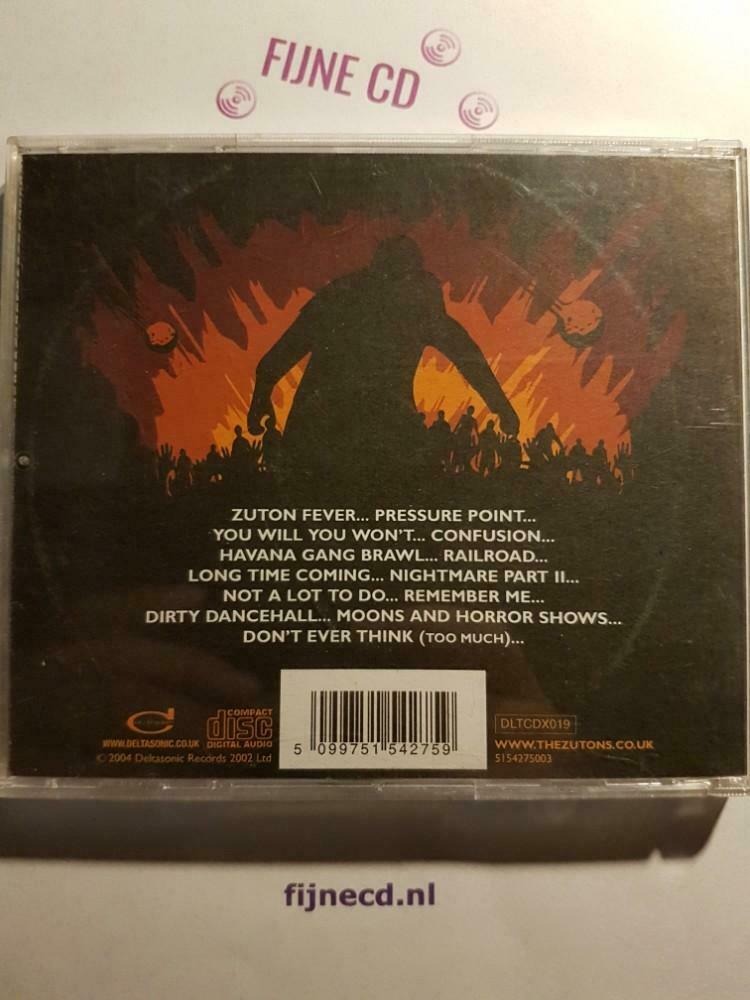 FIJNE CD
ZUTON FEVER... PRESSURE POINT...
YOU WILL YOU WON'T... CONFUSION...
HAVANA GANG BRAWL... RAILROAD...
LONG TIME COMING... NIGHTMARE PART II...
NOT A LOT TO DO... REMEMBER ME...
DIRTY DANCEHALL... MOONS AND HORROR SHOWS...
DON'T EVER THINK (TOO MUCH)...
COMPACT
disc
DIGITAL AUDIO
WWW.DELTASONIC.CO.UK
© 2004 Deltasonic Records 2002 Ltd
5 099751 542759
DLTCDX019
WWW.THEZUTONS.CO.UK
5154275003
fijnecd.nl